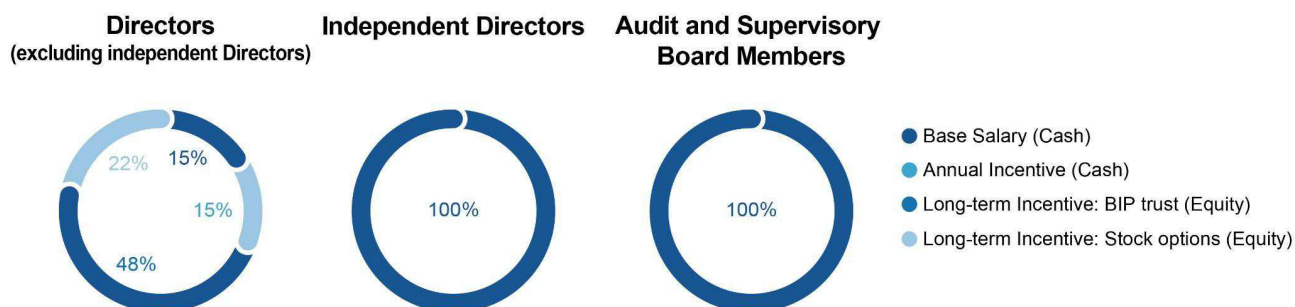 Directors
(excluding independent Directors)
Independent Directors
Audit and Supervisory
Board Members
22%
15%
15%
48%
100%
100%
Base Salary (Cash)
Annual Incentive (Cash)
Long-term Incentive: BIP trust (Equity)
Long-term Incentive: Stock options (Equity)